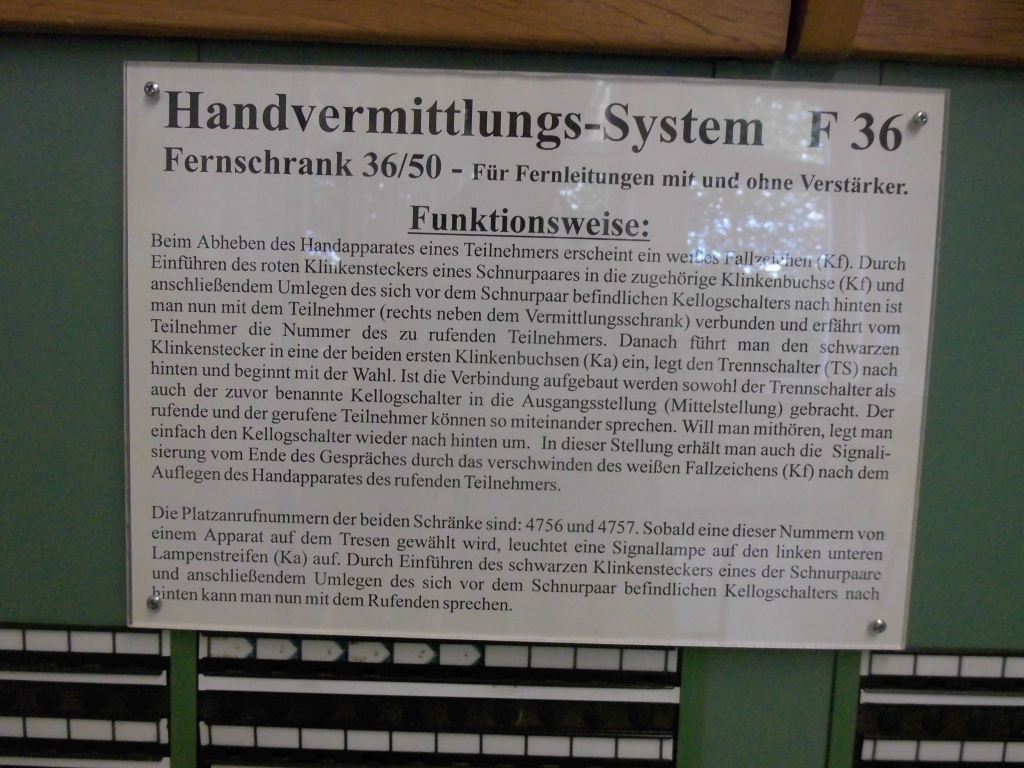 Handvermittlungs-System F 36
Fernschrank 36/50 - Für Fernleitungen mit und ohne Verstärker.
Funktionsweise:
Beim Abheben des Handapparates eines Teilnehmers erscheint ein weißes Fallzeichen (Kf). Durch
Einführen des roten Klinkensteckers eines Schnurpaares in die zugehörige Klinkenbuchse (Kf) und
anschließendem Umlegen des sich vor dem Schnurpaar befindlichen Kellogschalters nach hinten ist
man nun mit dem Teilnehmer (rechts neben dem Vermittlungsschrank) verbunden und erfährt vom
Teilnehmer die Nummer des zu rufenden Teilnehmers. Danach führt man den schwarzen
Klinkenstecker in eine der beiden ersten Klinkenbuchsen (Ka) ein, legt den Trennschalter (TS) nach
hinten und beginnt mit der Wahl. Ist die Verbindung aufgebaut werden sowohl der Trennschalter als
auch der zuvor benannte Kellogschalter in die Ausgangsstellung (Mittelstellung) gebracht. Der
rufende und der gerufene Teilnehmer können so miteinander sprechen. Will man mithören, legt man
einfach den Kellogschalter wieder nach hinten um. In dieser Stellung erhält man auch die Signali-
sierung vom Ende des Gespräches durch das verschwinden des weißen Fallzeichens (Kf) nach dem
Auflegen des Handapparates des rufenden Teilnehmers.
Die Platzanrufnummern der beiden Schränke sind: 4756 und 4757. Sobald eine dieser Nummern von
einem Apparat auf dem Tresen gewählt wird, leuchtet eine Signallampe auf den linken unteren
Lampenstreifen (Ka) auf. Durch Einführen des schwarzen Klinkensteckers eines der Schnurpaare
und anschließendem Umlegen des sich vor dem Schnurpaar befindlichen Kellogschalters nach
hinten kann man nun mit dem Rufenden sprechen.